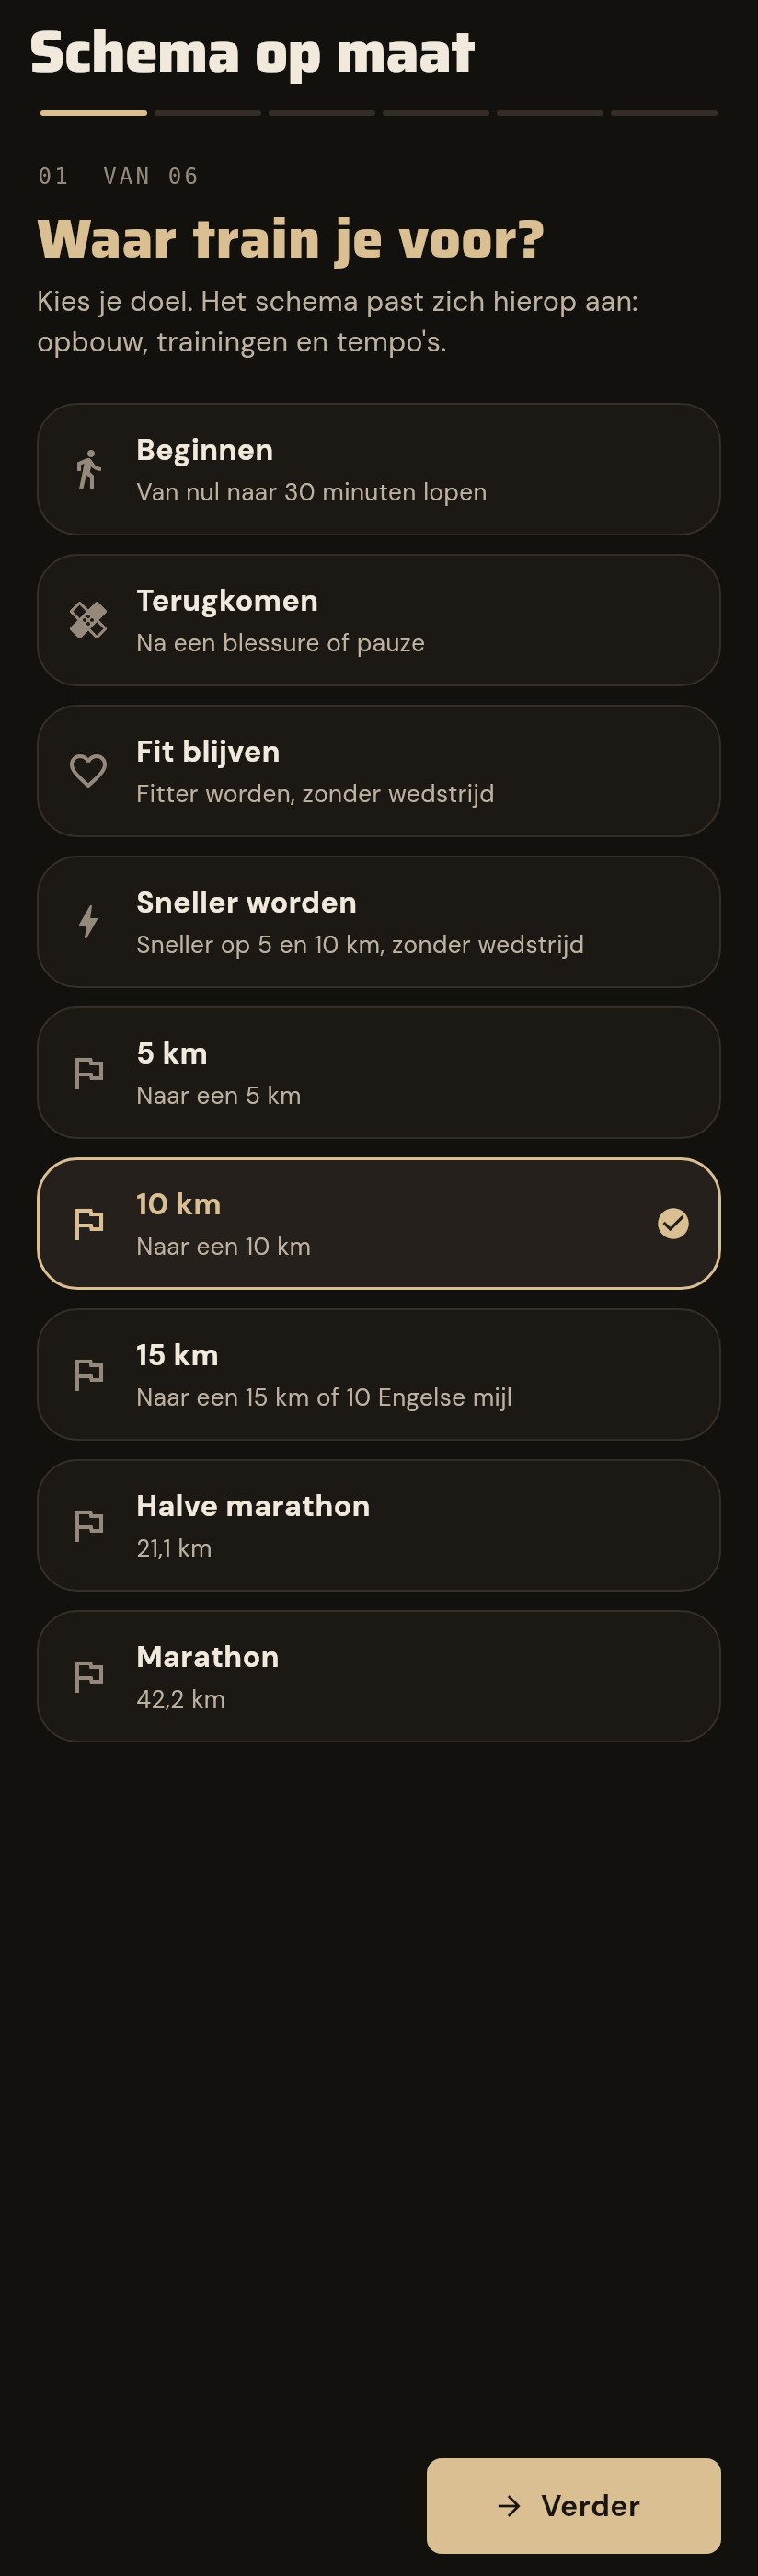 Schema op maat
01 VAN 06
Waar train je voor?
Kies je doel. Het schema past zich hierop aan:
opbouw, trainingen en tempo's.
Beginnen
Van nul naar 30 minuten lopen
Terugkomen
Na een blessure of pauze
Fit blijven
Fitter worden, zonder wedstrijd
Sneller worden
Sneller op 5 en 10 km, zonder wedstrijd
5 km
Naar een 5 km
10 km
Naar een 10 km
15 km
Naar een 15 km of 10 Engelse mijl
Halve marathon
21,1 km
Marathon
42,2 km
Verder